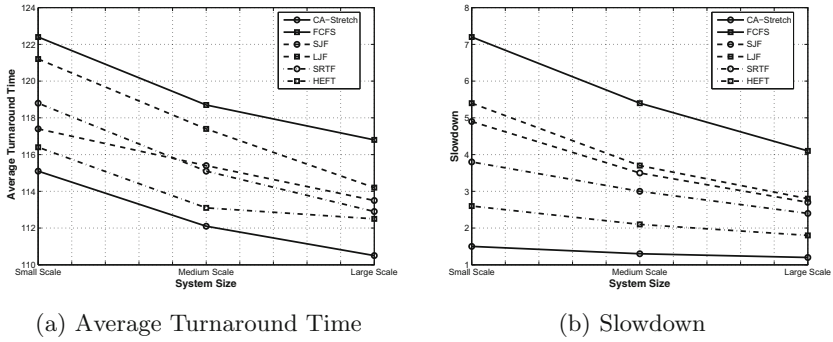 124
122
120
118
116
114
112
110
Average Turnaround Time
Small Scale
Medium Scale
Large Scale
System Size
CA−Stretch
FCFS
SJF
LJF
SRTF
HEFT
(a) Average Turnaround Time
8
7
6
5
4
3
2
1
Slowdown
Small Scale
Medium Scale
Large Scale
System Size
CA−Stretch
FCFS
SJF
LJF
SRTF
HEFT
(b) Slowdown